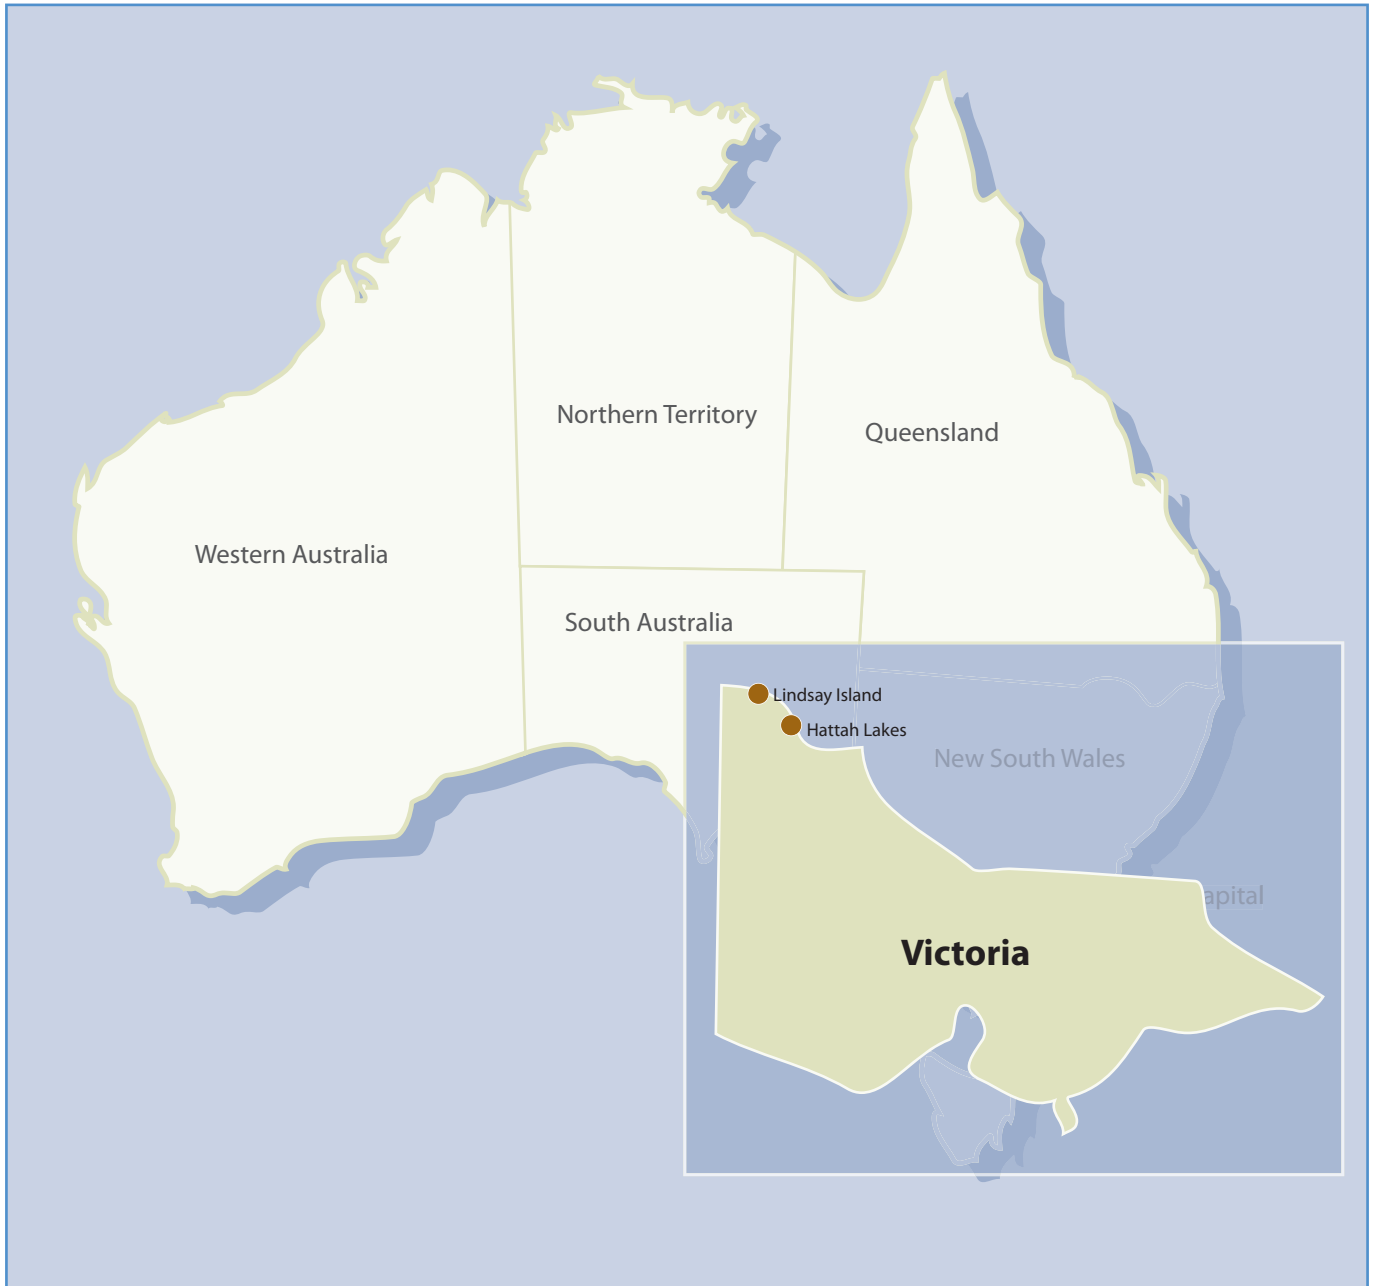 Northern Territory
Queensland
Western Australia
South Australia
Lindsay Island
Hattah Lakes
New South Wales
apital
Victoria